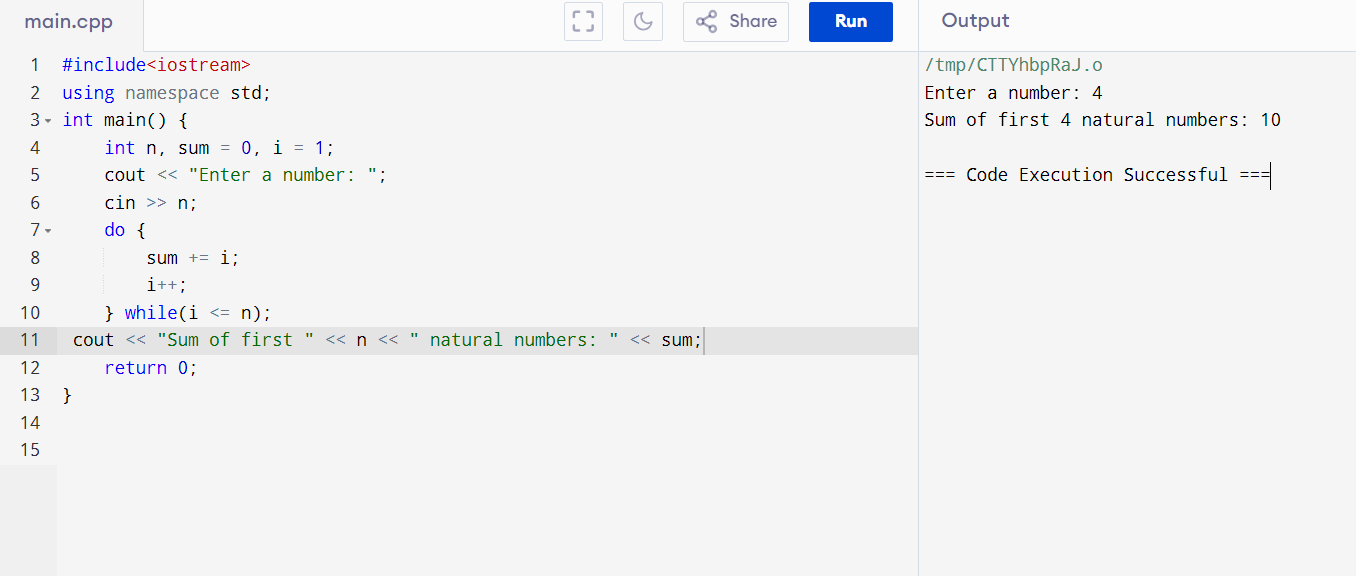 main.cpp
Share
Run
Output
1 #include<iostream>
2 using namespace std;
3 int main() {
4     int n, sum = 0, i = 1;
5     cout << "Enter a number: ";
6     cin >> n;
7     do {
8         sum += i;
9         i++;
10     } while(i <= n);
11  cout << "Sum of first " << n << " natural numbers: " << sum;
12     return 0;
13 }
14
15
/tmp/CTTYhbpRaJ.o
Enter a number: 4
Sum of first 4 natural numbers: 10
=== Code Execution Successful ===